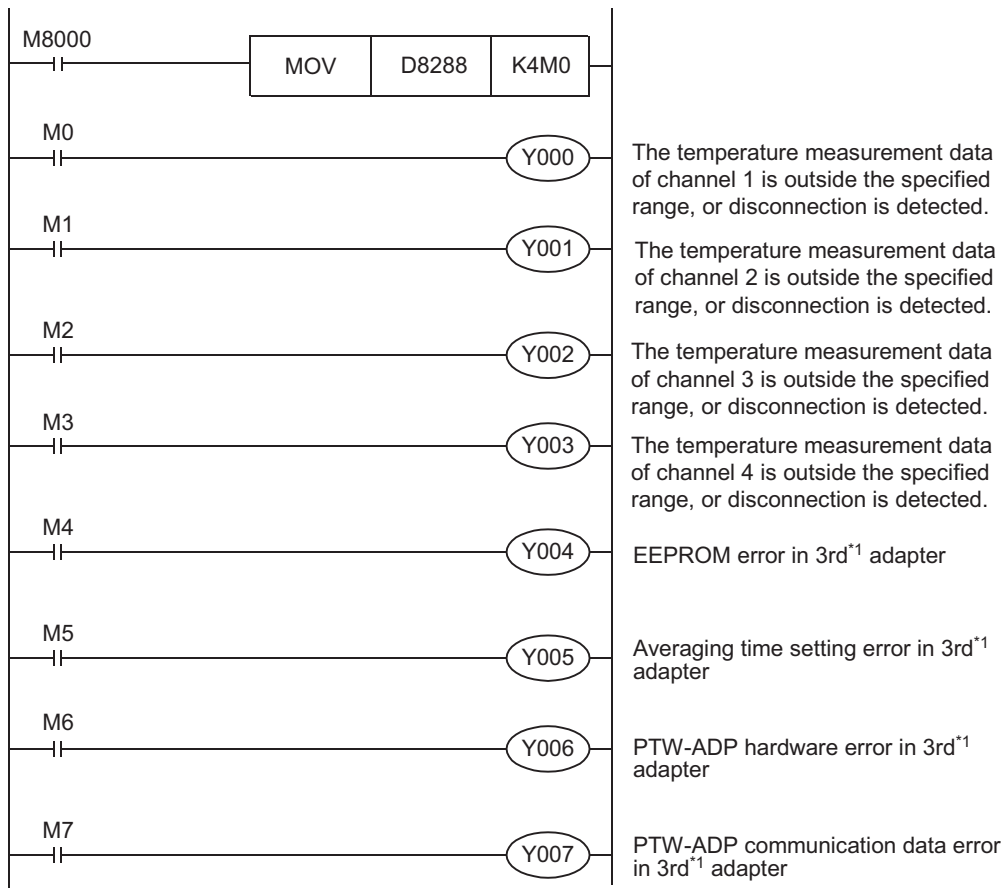 M8000
MOV D8288 K4M0
M0
Y000
The temperature measurement data
of channel 1 is outside the specified
range, or disconnection is detected.
M1
Y001
The temperature measurement data
of channel 2 is outside the specified
range, or disconnection is detected.
M2
Y002
The temperature measurement data
of channel 3 is outside the specified
range, or disconnection is detected.
M3
Y003
The temperature measurement data
of channel 4 is outside the specified
range, or disconnection is detected.
M4
Y004
EEPROM error in 3rd*1 adapter
M5
Y005
Averaging time setting error in 3rd*1
adapter
M6
Y006
PTW-ADP hardware error in 3rd*1
adapter
M7
Y007
PTW-ADP communication data error
in 3rd*1 adapter